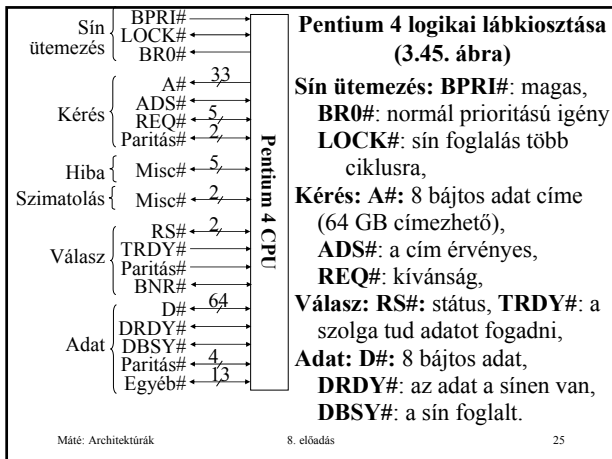 Sín
ütemezés
BPRI#
LOCK#
BR0#
Kérés
A# 33
ADS#
REQ# 5
Paritás# 2
Hiba Misc# 5
Szimatolás Misc# 2
Válasz
RS# 2
TRDY#
Paritás#
BNR#
Adat
D# 64
DRDY#
DBSY#
Paritás# 4
Egyéb# 13
Pentium 4 CPU
Pentium 4 logikai lábkiosztása
(3.45. ábra)
Sín ütemezés: BPRI#: magas,
BR0#: normál prioritású igény
LOCK#: sín foglalás több
ciklusra,
Kérés: A#: 8 bájtos adat címe
(64 GB címezhető),
ADS#: a cím érvényes,
REQ#: kívánság,
Válasz: RS#: státus, TRDY#: a
szolga tud adatot fogadni,
Adat: D#: 8 bájtos adat,
DRDY#: az adat a sínen van,
DBSY#: a sín foglalt.
Máté: Architektúrák 8. előadás 25